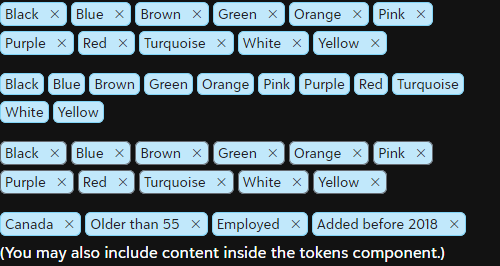 Black × Blue × Brown × Green × Orange × Pink ×
Purple × Red × Turquoise × White × Yellow ×
Black Blue Brown Green Orange Pink Purple Red Turquoise
White Yellow
Black × Blue × Brown × Green × Orange × Pink ×
Purple × Red × Turquoise × White × Yellow ×
Canada × Older than 55 × Employed × Added before 2018 ×
(You may also include content inside the tokens component.)